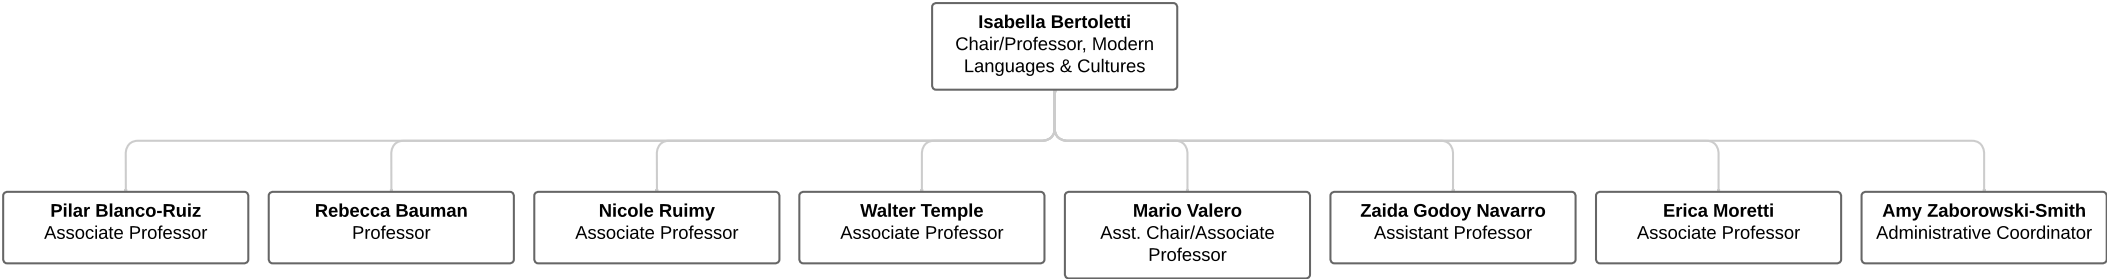 Isabella Bertoletti
Chair/Professor, Modern
Languages & Cultures
Pilar Blanco-Ruiz
Associate Professor
Rebecca Bauman
Professor
Nicole Ruimy
Associate Professor
Walter Temple
Associate Professor
Mario Valero
Asst. Chair/Associate
Professor
Zaida Godoy Navarro
Assistant Professor
Erica Moretti
Associate Professor
Amy Zaborowski-Smith
Administrative Coordinator